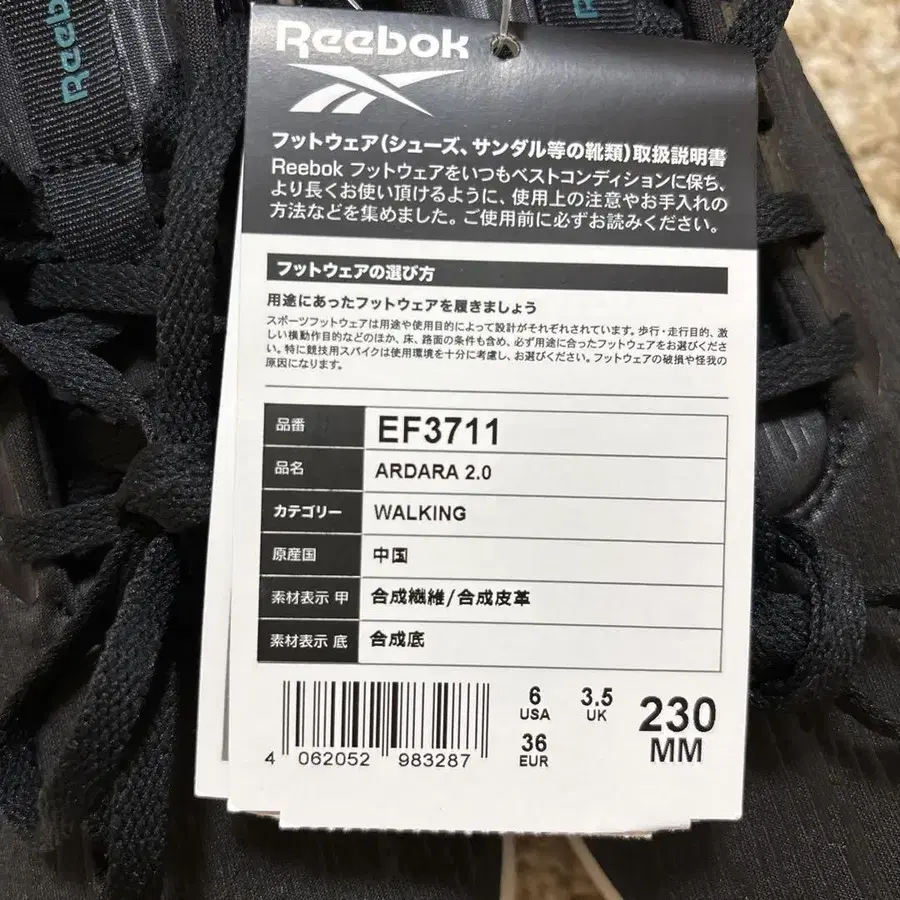 Reebok
Reebok
フットウェア(シューズ、サンダル等の靴類)取扱説明書
Reebok フットウェアをいつもベストコンディションに保ち、
より長くお使い頂けるように、使用上の注意やお手入れの
方法などを集めました。ご使用前に必ずお読みください。
フットウェアの選び方
用途にあったフットウェアを履きましょう
スポーツフットウェアは用途や使用目的によって設計がそれぞれされています。歩行・走行目的、激
しい横動作目的などのほか、床、路面の条件も含め、必ず用途に合ったフットウェアをお選びくださ
い。特に競技用スパイクは使用環境を十分に考慮し、お選びください。フットウェアの破損や怪我の
原因になります。
品番 EF3711
品名 ARDARA 2.0
カテゴリー WALKING
原産国 中国
素材表示 甲 合成繊維/合成皮革
素材表示 底 合成底
6 3.5 230
USA UK MM
36
EUR
4 062052 983287